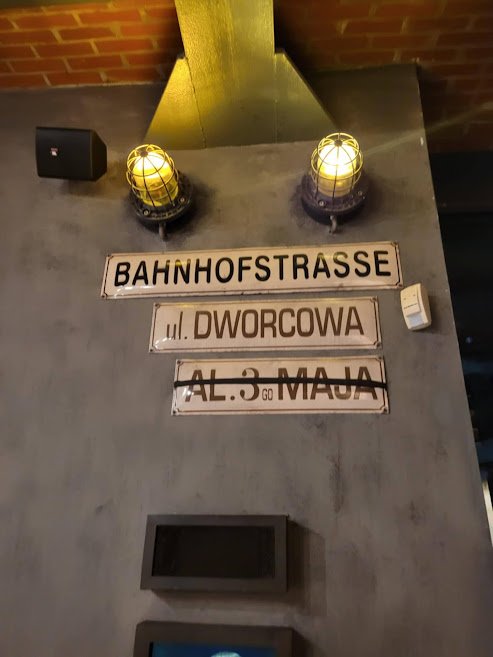 BAHNHOFSTRASSE
ul. DWORCOWA
AL. 3 GO MAJA